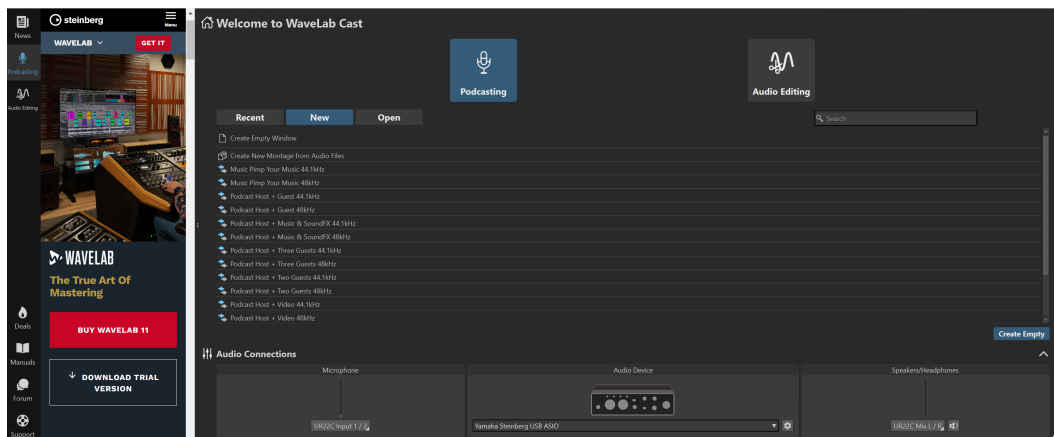 News
Podcasting
Audio Editing
Deals
Manuals
Forum
Support
steinberg
Menu
WAVELAB
GET IT
WAVELAB
The True Art Of
Mastering
BUY WAVELAB 11
DOWNLOAD TRIAL
VERSION
Welcome to WaveLab Cast
Podcasting
Audio Editing
Recent New Open
Search
Create Empty Window
Create New Montage from Audio Files
Music Pimp Your Music 44.1kHz
Music Pimp Your Music 48kHz
Podcast Host + Guest 44.1kHz
Podcast Host + Guest 48kHz
Podcast Host + Music & SoundFX 44.1kHz
Podcast Host + Music & SoundFX 48kHz
Podcast Host + Three Guests 44.1kHz
Podcast Host + Three Guests 48kHz
Podcast Host + Two Guests 44.1kHz
Podcast Host + Two Guests 48kHz
Podcast Host + Video 44.1kHz
Podcast Host + Video 48kHz
Create Empty
Audio Connections
Microphone
UR22C Input 1 / 2
Audio Device
Yamaha Steinberg USB ASIO
Speakers/Headphones
UR22C Mix L / R